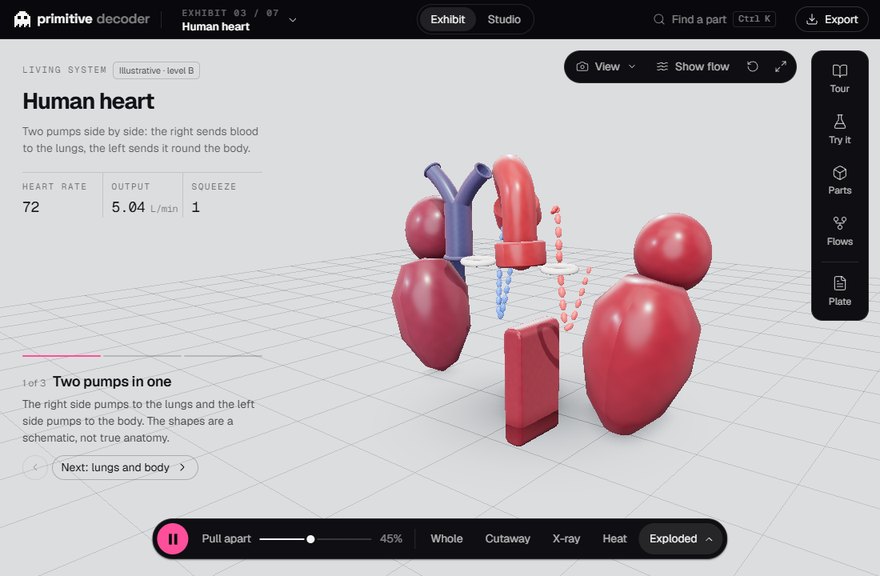 primitive decoder
EXHIBIT 03 / 07
Human heart
Exhibit
Studio
Find a part
Ctrl K
Export
LIVING SYSTEM
Illustrative · level B
Human heart
Two pumps side by side: the right sends blood
to the lungs, the left sends it round the body.
HEART RATE
72
OUTPUT
5.04 L/min
SQUEEZE
1
View
Show flow
Tour
Try it
Parts
Flows
Plate
1 of 3 Two pumps in one
The right side pumps to the lungs and the left
side pumps to the body. The shapes are a
schematic, not true anatomy.
Next: lungs and body
Pull apart
45%
Whole
Cutaway
X-ray
Heat
Exploded